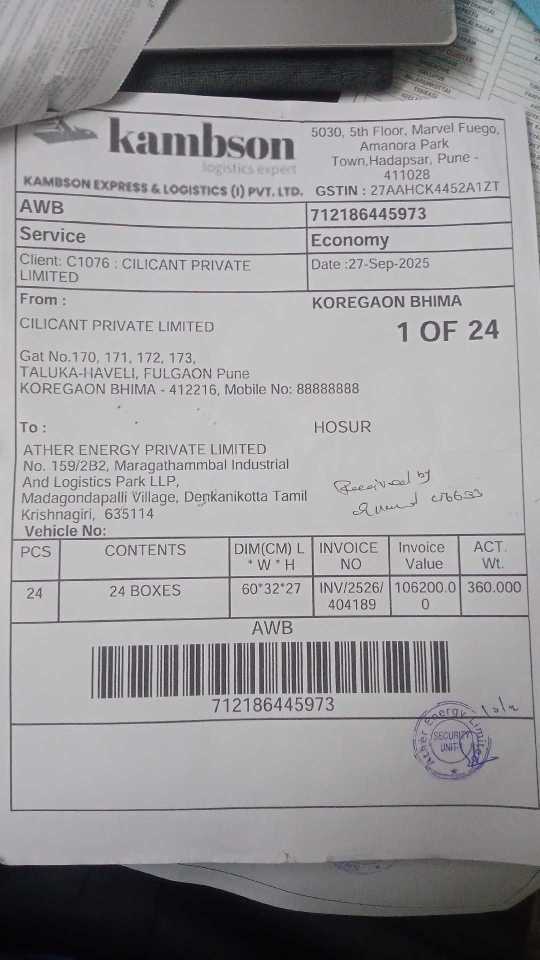 kambson
logistics expert
KAMBSON EXPRESS & LOGISTICS (I) PVT. LTD.
5030, 5th Floor, Marvel Fuego,
Amanora Park
Town,Hadapsar, Pune -
411028
GSTIN : 27AAHCK4452A1ZT
AWB 712186445973
Service Economy
Client: C1076 : CILICANT PRIVATE
LIMITED
Date :27-Sep-2025
From : KOREGAON BHIMA
CILICANT PRIVATE LIMITED 1 OF 24
Gat No.170, 171, 172, 173,
TALUKA-HAVELI, FULGAON Pune
KOREGAON BHIMA - 412216, Mobile No: 88888888
To : HOSUR
ATHER ENERGY PRIVATE LIMITED
No. 159/2B2, Maragathammbal Industrial
And Logistics Park LLP,
Madagondapalli Village, Denkanikotta Tamil
Krishnagiri, 635114
Received by
Vehicle No:
PCS CONTENTS DIM(CM) L * W * H INVOICE NO Invoice Value ACT. Wt.
24 24 BOXES 60*32*27 INV/2526/ 106200.0 360.000
404189 0
AWB
712186445973
Ather Energy Limited
SECURITY
UNIT